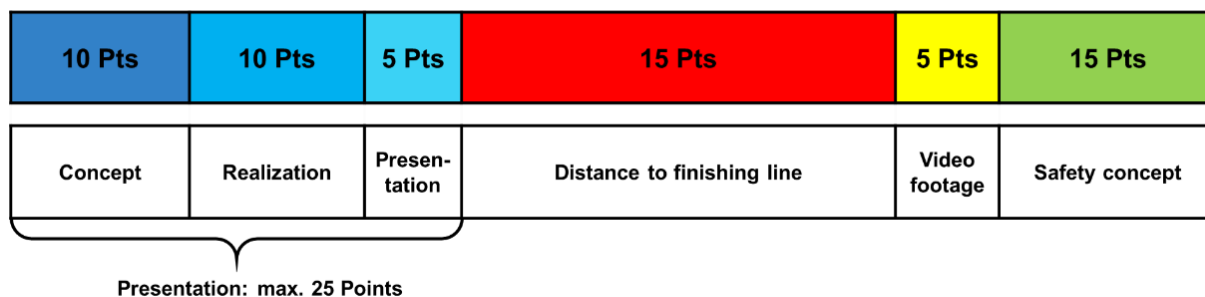 10 Pts 10 Pts 5 Pts 15 Pts 5 Pts 15 Pts
Concept Realization Presen-
tation Distance to finishing line Video
footage Safety concept
Presentation: max. 25 Points